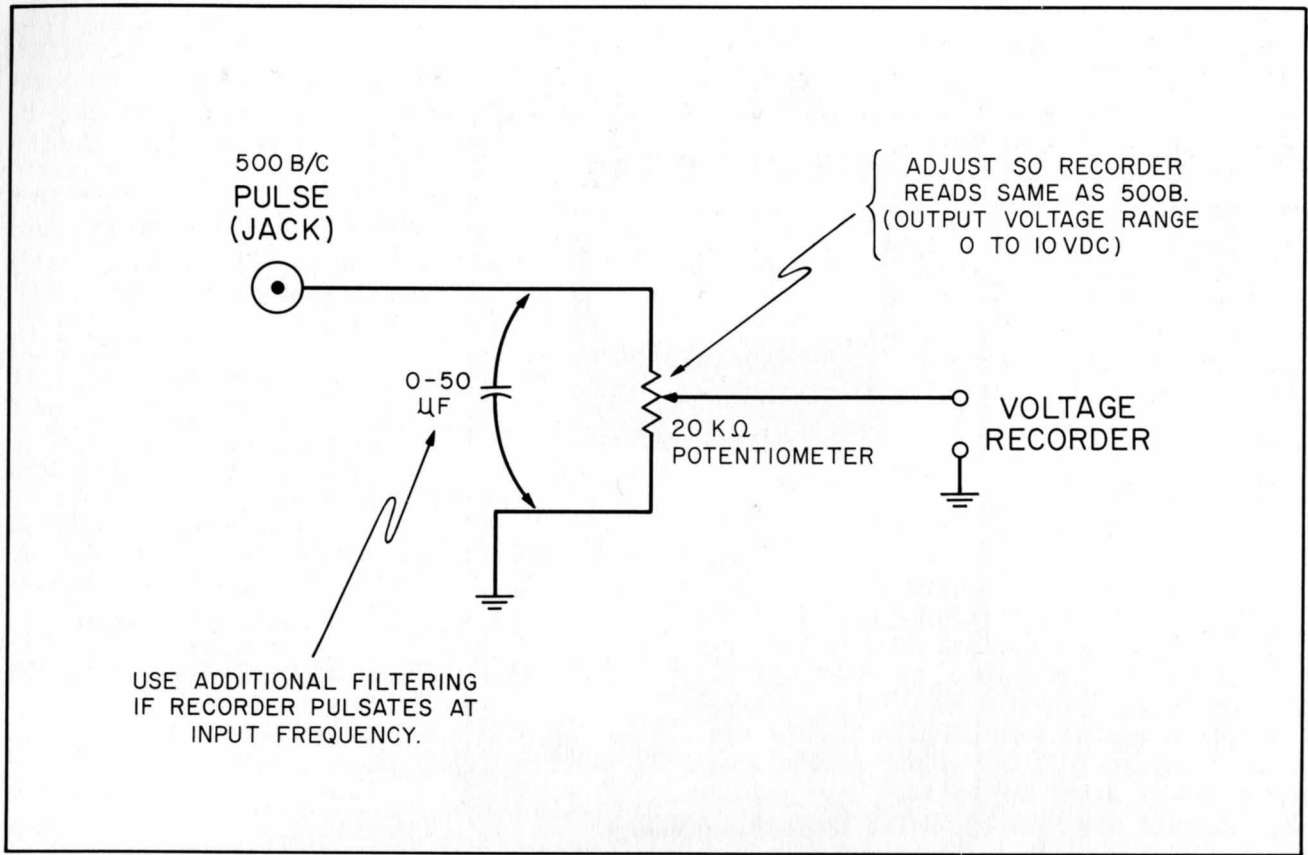 500 B/C
PULSE
(JACK)
ADJUST SO RECORDER
READS SAME AS 500B.
(OUTPUT VOLTAGE RANGE
0 TO 10 VDC)
0-50
µF
20 KΩ
POTENTIOMETER
VOLTAGE
RECORDER
USE ADDITIONAL FILTERING
IF RECORDER PULSATES AT
INPUT FREQUENCY.